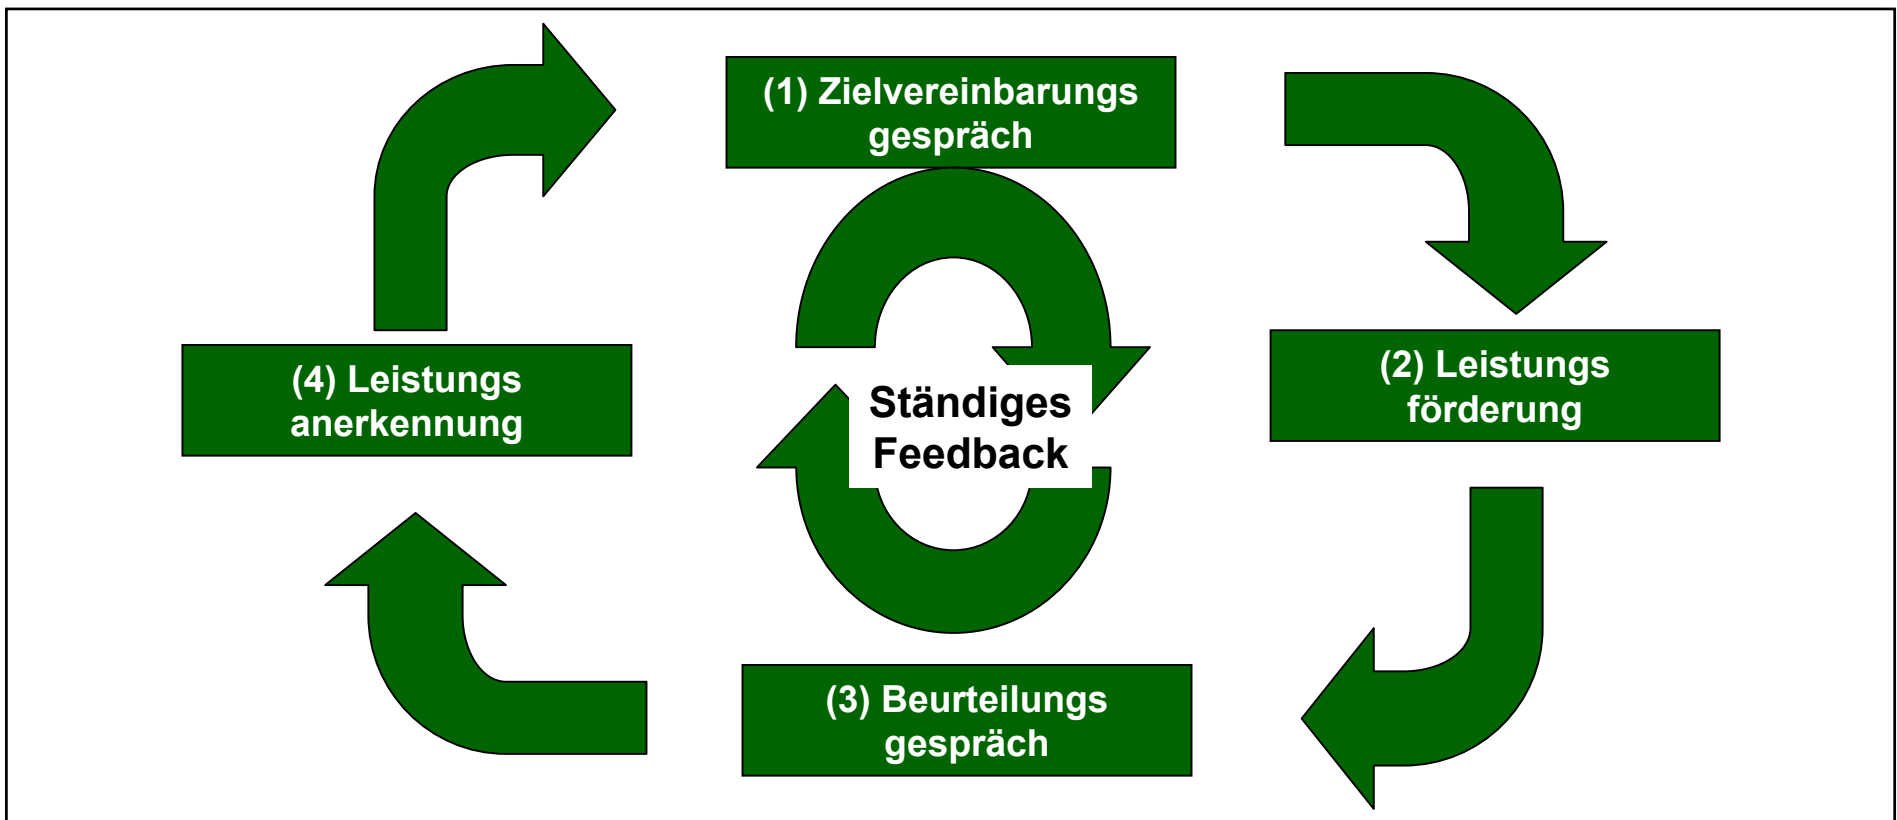 (1) Zielvereinbarungs
gespräch
(2) Leistungs
förderung
(3) Beurteilungs
gespräch
(4) Leistungs
anerkennung
Ständiges
Feedback